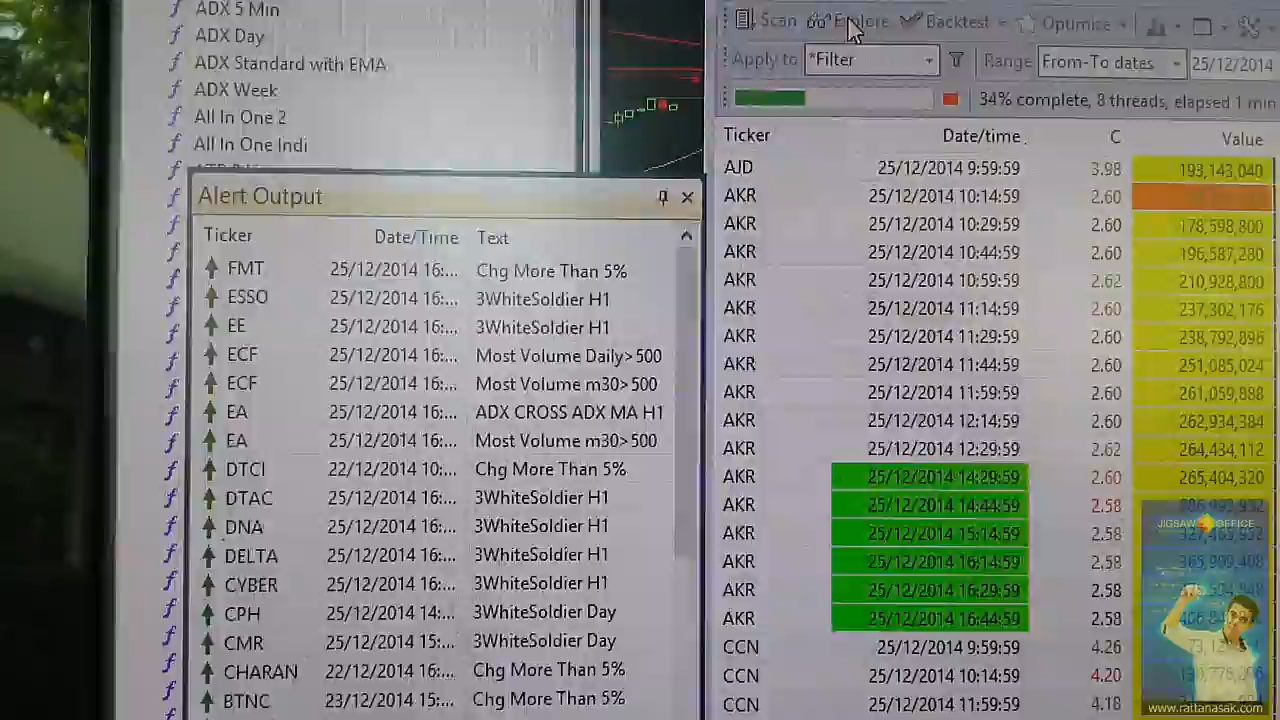 ADX 5 Min
ADX Day
ADX Standard with EMA
ADX Week
All In One 2
All In One Indi
Scan Explore Backtest Optimise
Apply to *Filter Range From-To dates 25/12/2014
34% complete, 8 threads, elapsed 1 min
Alert Output
Ticker Date/Time Text
FMT 25/12/2014 16:... Chg More Than 5%
ESSO 25/12/2014 16:... 3WhiteSoldier H1
EE 25/12/2014 16:... 3WhiteSoldier H1
ECF 25/12/2014 16:... Most Volume Daily>500
ECF 25/12/2014 16:... Most Volume m30>500
EA 25/12/2014 16:... ADX CROSS ADX MA H1
EA 25/12/2014 16:... Most Volume m30>500
DTCI 22/12/2014 10:... Chg More Than 5%
DTAC 25/12/2014 16:... 3WhiteSoldier H1
DNA 25/12/2014 16:... 3WhiteSoldier H1
DELTA 25/12/2014 16:... 3WhiteSoldier H1
CYBER 25/12/2014 16:... 3WhiteSoldier H1
CPH 25/12/2014 14:... 3WhiteSoldier Day
CMR 25/12/2014 15:... 3WhiteSoldier Day
CHARAN 22/12/2014 16:... Chg More Than 5%
BTNC 23/12/2014 15:... Chg More Than 5%
Ticker Date/time C Value
AJD 25/12/2014 9:59:59 3.98 193,143,040
AKR 25/12/2014 10:14:59 2.60
AKR 25/12/2014 10:29:59 2.60 178,598,800
AKR 25/12/2014 10:44:59 2.60 196,587,280
AKR 25/12/2014 10:59:59 2.62 210,928,800
AKR 25/12/2014 11:14:59 2.60 237,302,176
AKR 25/12/2014 11:29:59 2.60 238,792,896
AKR 25/12/2014 11:44:59 2.60 251,085,024
AKR 25/12/2014 11:59:59 2.60 261,059,888
AKR 25/12/2014 12:14:59 2.60 262,934,384
AKR 25/12/2014 12:29:59 2.62 264,434,112
AKR 25/12/2014 14:29:59 2.60 265,404,320
AKR 25/12/2014 14:44:59 2.58
AKR 25/12/2014 15:14:59 2.58
AKR 25/12/2014 16:14:59 2.58
AKR 25/12/2014 16:29:59 2.58
AKR 25/12/2014 16:44:59 2.58
CCN 25/12/2014 9:59:59 4.26
CCN 25/12/2014 10:14:59 4.20
CCN 25/12/2014 11:59:59 4.18
JIGSAW OFFICE
www.rattanasak.com